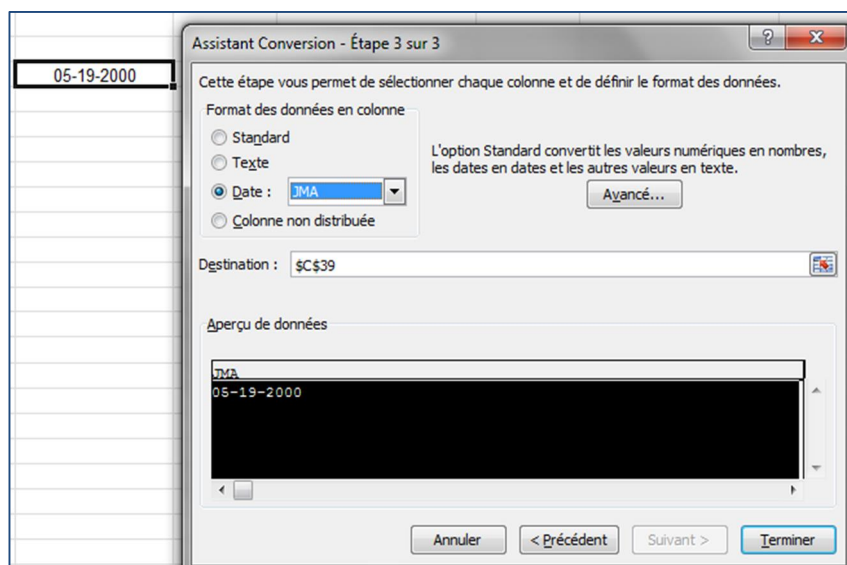 Assistant Conversion - Étape 3 sur 3
?
X
05-19-2000
Cette étape vous permet de sélectionner chaque colonne et de définir le format des données.
Format des données en colonne
Standard
Texte
Date :
JMA
Colonne non distribuée
L'option Standard convertit les valeurs numériques en nombres,
les dates en dates et les autres valeurs en texte.
Avancé...
Destination :
$C$39
Aperçu de données
JMA
05-19-2000
Annuler
< Précédent
Suivant >
Terminer